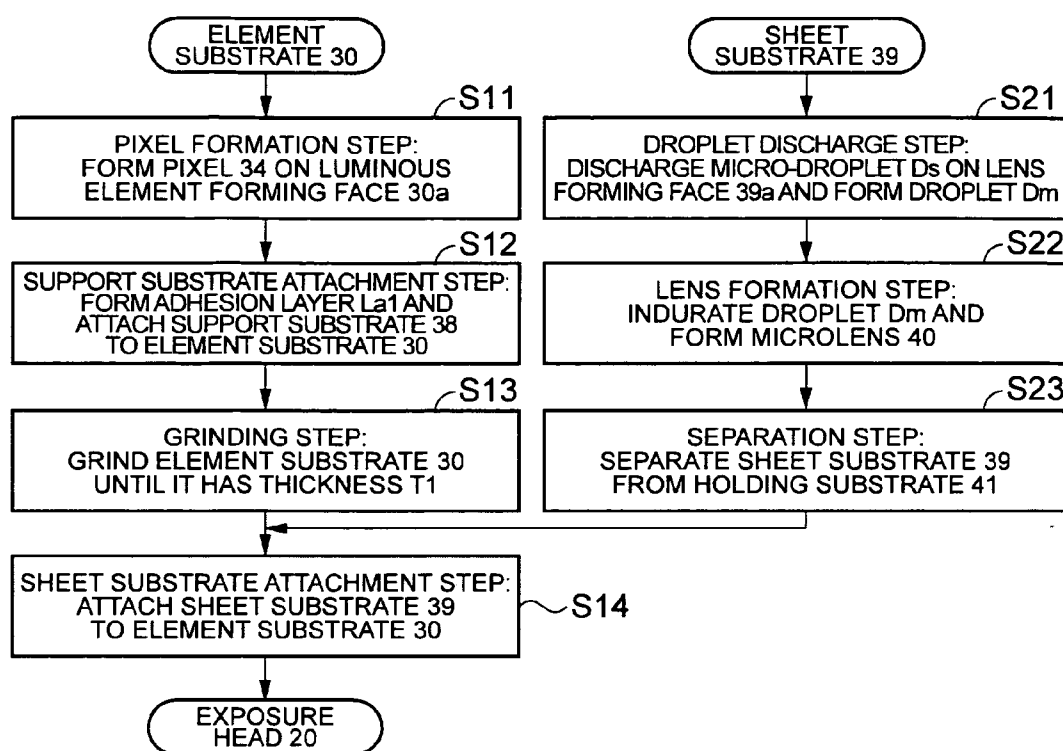 ELEMENT
SUBSTRATE 30
S11
PIXEL FORMATION STEP:
FORM PIXEL 34 ON LUMINOUS
ELEMENT FORMING FACE 30a
S12
SUPPORT SUBSTRATE ATTACHMENT STEP:
FORM ADHESION LAYER La1 AND
ATTACH SUPPORT SUBSTRATE 38
TO ELEMENT SUBSTRATE 30
S13
GRINDING STEP:
GRIND ELEMENT SUBSTRATE 30
UNTIL IT HAS THICKNESS T1
SHEET
SUBSTRATE 39
S21
DROPLET DISCHARGE STEP:
DISCHARGE MICRO-DROPLET Ds ON LENS
FORMING FACE 39a AND FORM DROPLET Dm
S22
LENS FORMATION STEP:
INDURATE DROPLET Dm AND
FORM MICROLENS 40
S23
SEPARATION STEP:
SEPARATE SHEET SUBSTRATE 39
FROM HOLDING SUBSTRATE 41
SHEET SUBSTRATE ATTACHMENT STEP:
ATTACH SHEET SUBSTRATE 39
TO ELEMENT SUBSTRATE 30
S14
EXPOSURE
HEAD 20